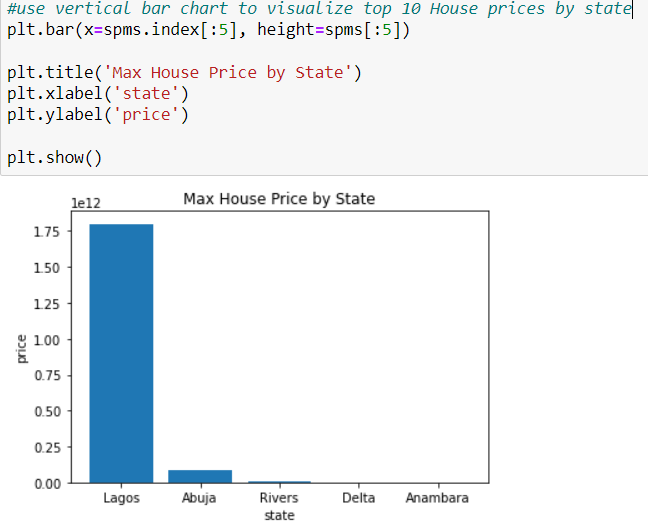 #use vertical bar chart to visualize top 10 House prices by state
plt.bar(x=spms.index[:5], height=spms[:5])
plt.title('Max House Price by State')
plt.xlabel('state')
plt.ylabel('price')
plt.show()
1e12
Max House Price by State
1.75
1.50
1.25
1.00
0.75
0.50
0.25
0.00
price
Lagos Abuja Rivers Delta Anambara
state